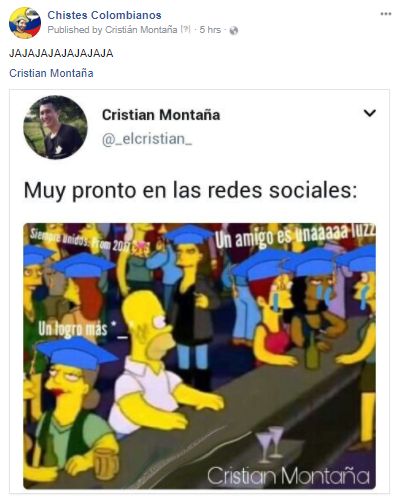 Chistes Colombianos
Published by Cristián Montaña [?] · 5 hrs ·
JAJAJAJAJAJAJAJA
Cristian Montaña
Cristian Montaña
@_elcristian_
Muy pronto en las redes sociales:
Siempre unidos: Prom 2017
Un amigo es unaaaaa luzz
Un logro más *_
Cristian Montaña